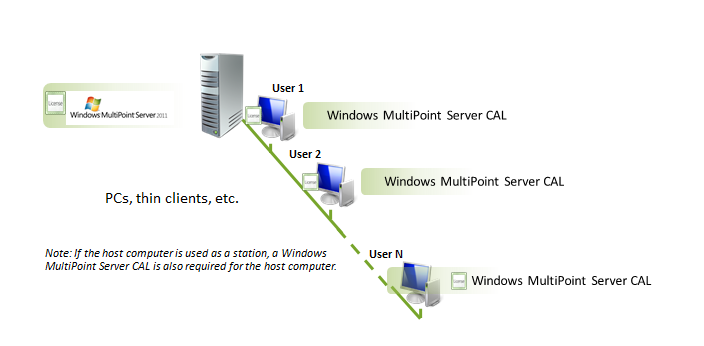 User 1
License
Windows MultiPoint Server 2011
License
Windows MultiPoint Server CAL
User 2
License
Windows MultiPoint Server CAL
PCs, thin clients, etc.
Note: If the host computer is used as a station, a Windows
MultiPoint Server CAL is also required for the host computer.
User N
License
Windows MultiPoint Server CAL